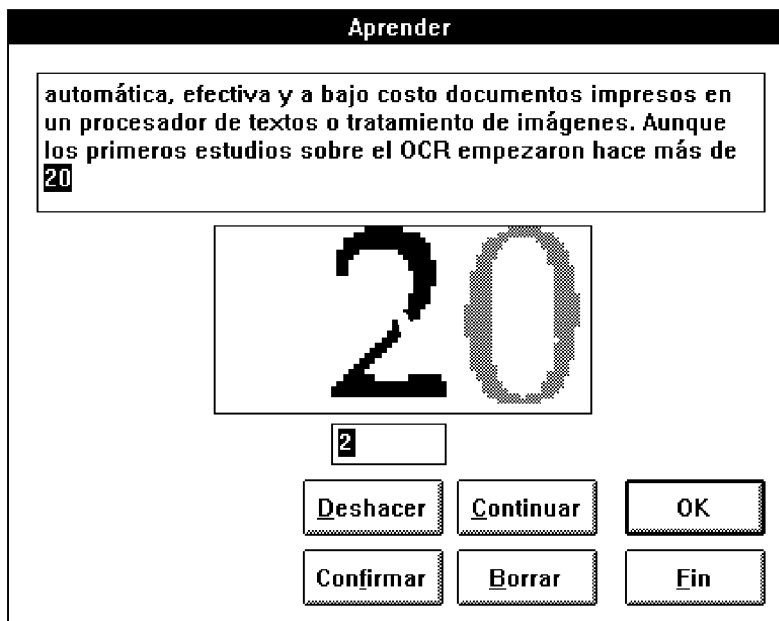 Aprender
automática, efectiva y a bajo costo documentos impresos en
un procesador de textos o tratamiento de imágenes. Aunque
los primeros estudios sobre el OCR empezaron hace más de
20
20
2
Deshacer Continuar OK
Confirmar Borrar Fin